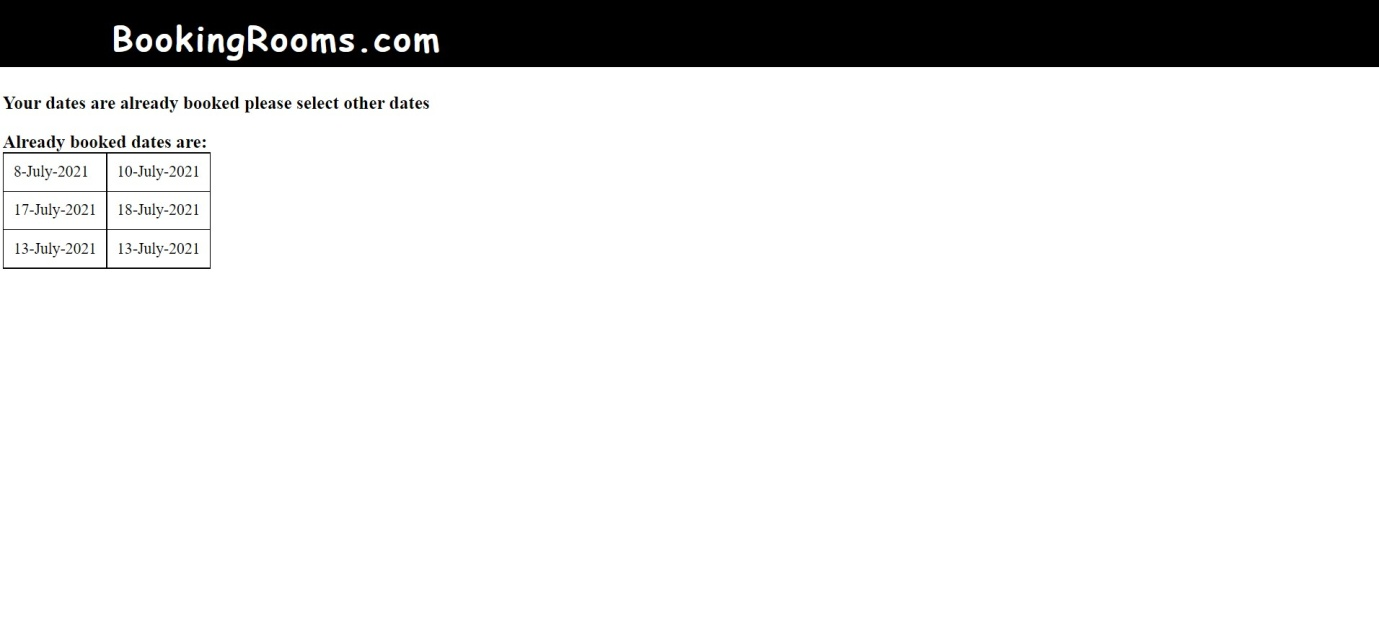 BookingRooms.com
Your dates are already booked please select other dates
Already booked dates are:
8-July-2021 10-July-2021
17-July-2021 18-July-2021
13-July-2021 13-July-2021